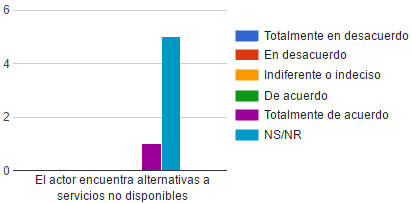 6
4
2
0
El actor encuentra alternativas a
servicios no disponibles
Totalmente en desacuerdo
En desacuerdo
Indiferente o indeciso
De acuerdo
Totalmente de acuerdo
NS/NR